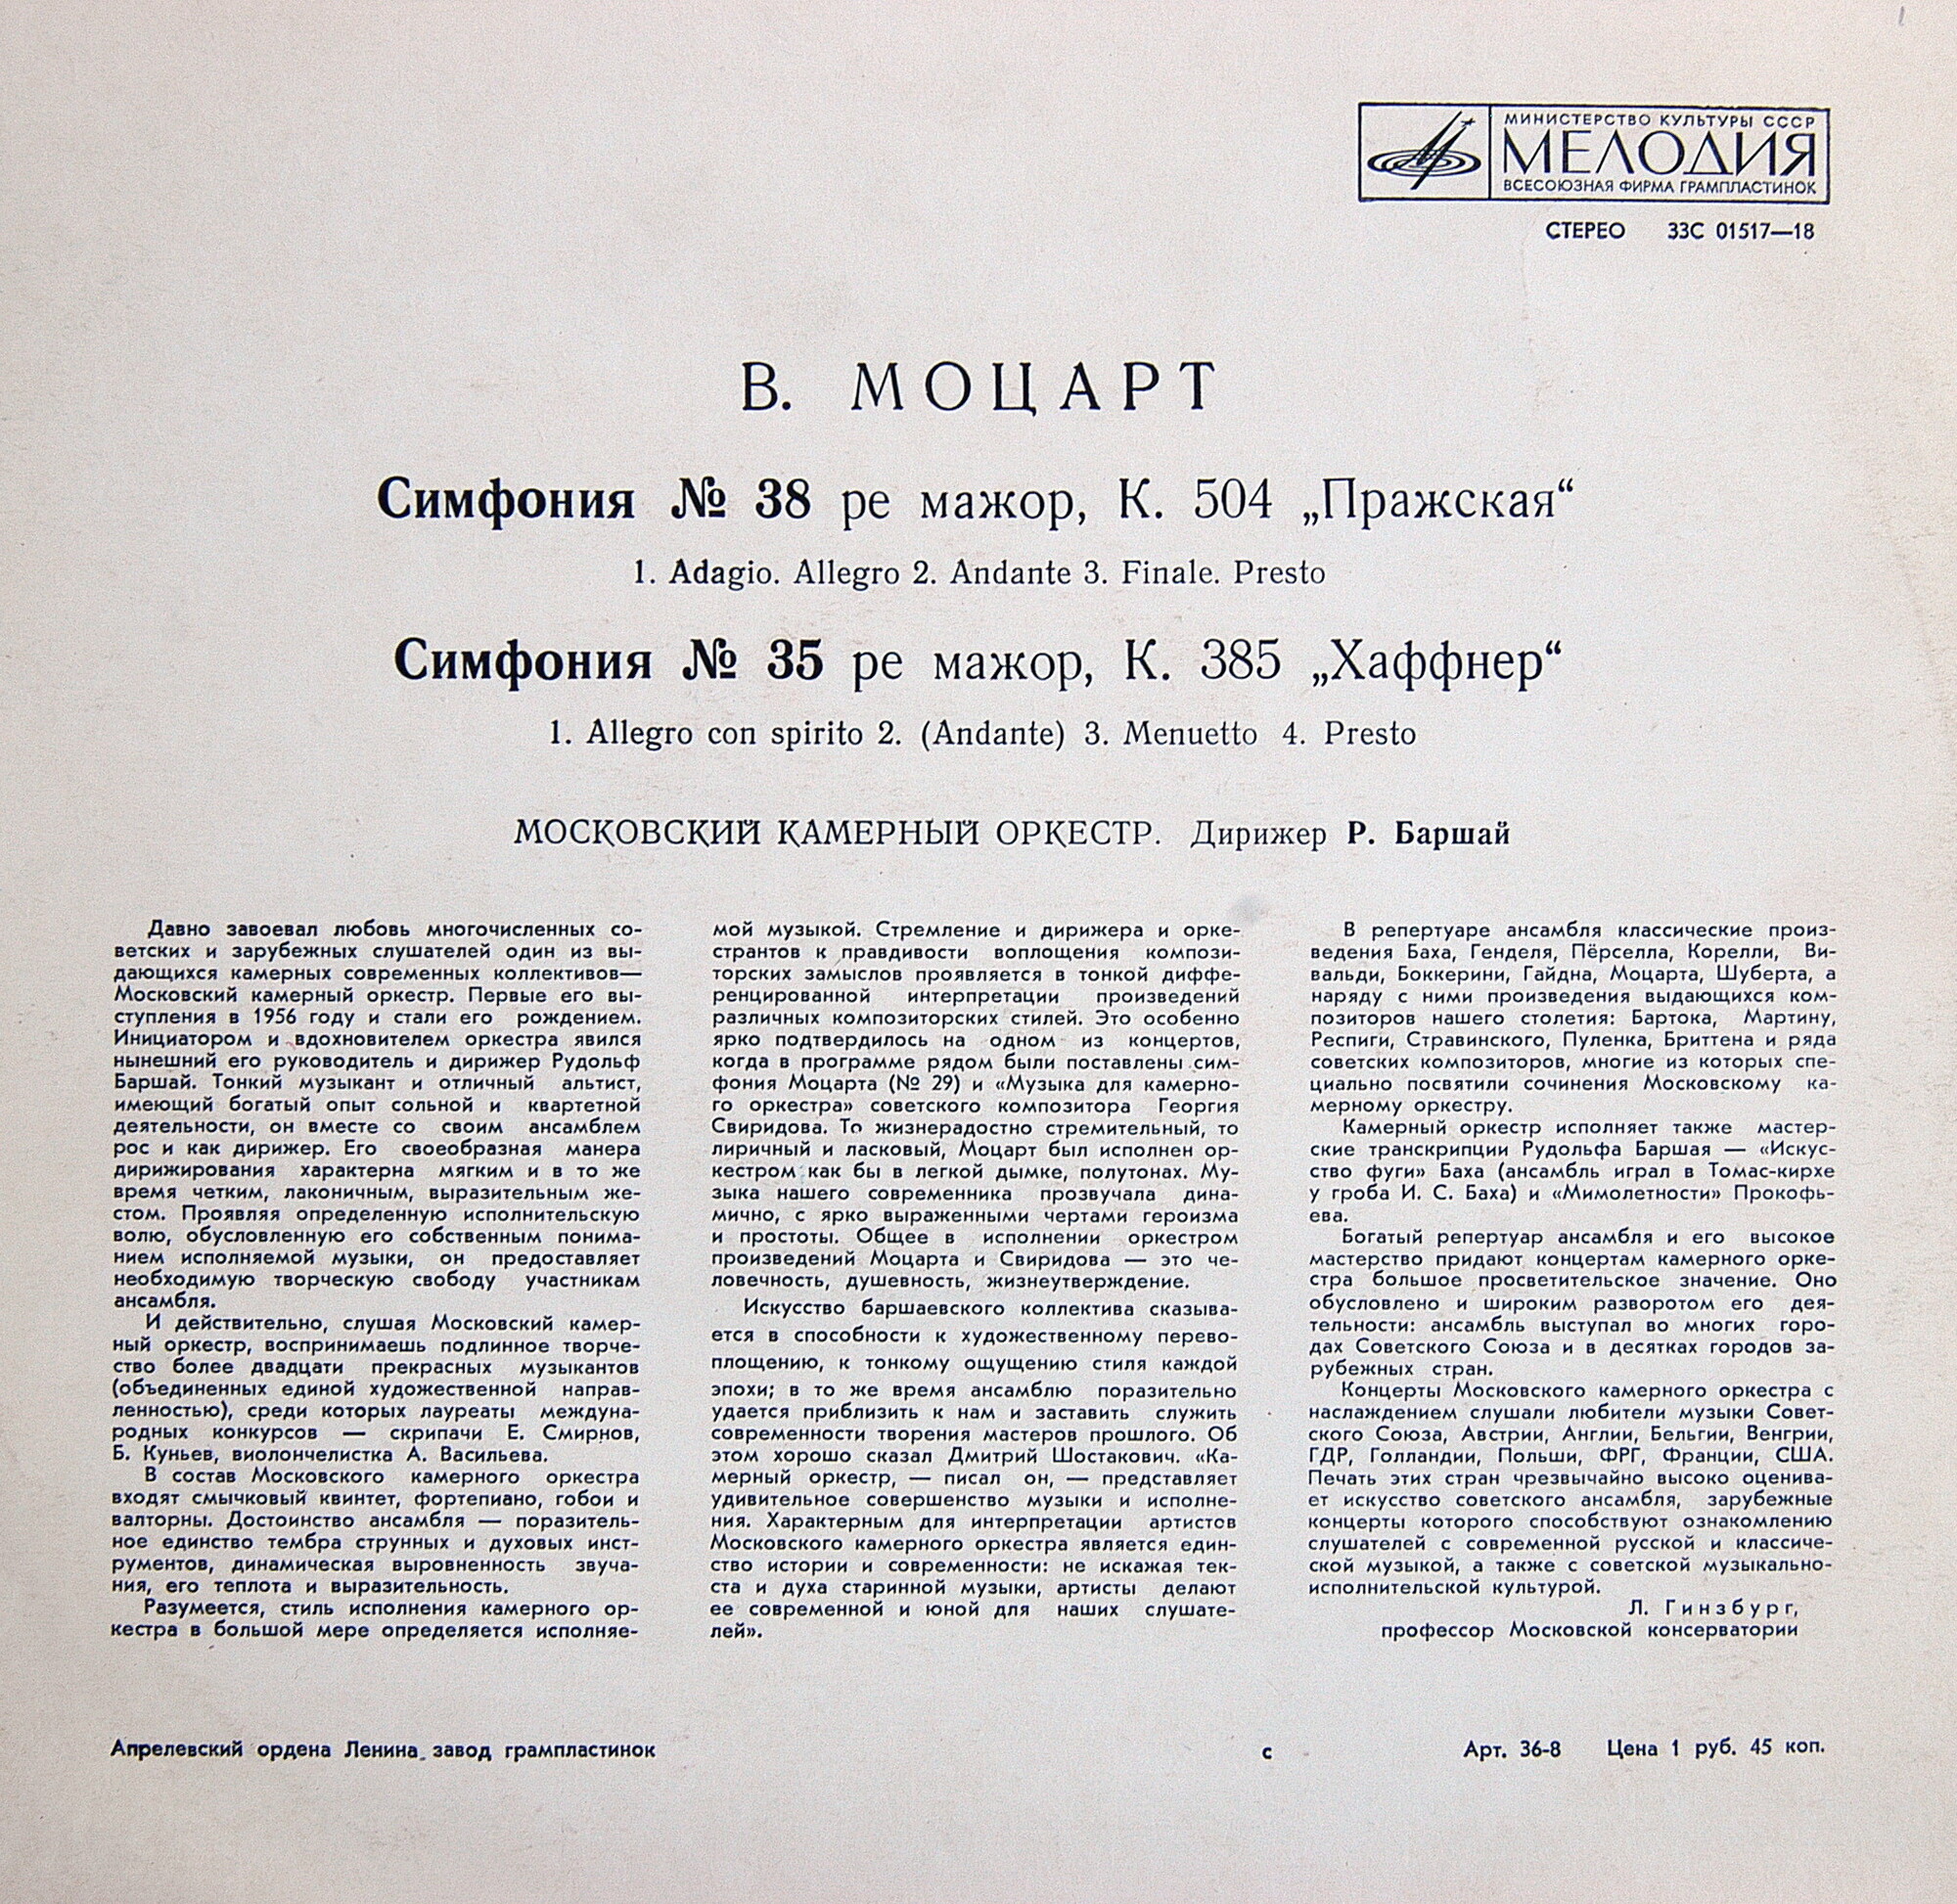 МИНИСТЕРСТВО КУЛЬТУРЫ СССР
МЕЛОДИЯ
ВСЕСОЮЗНАЯ ФИРМА ГРАМПЛАСТИНОК
СТЕРЕО 33С 01517—18
В. МОЦАРТ
Симфония № 38 ре мажор, К. 504 „Пражская“
1. Adagio. Allegro 2. Andante 3. Finale. Presto
Симфония № 35 ре мажор, К. 385 „Хаффнер“
1. Allegro con spirito 2. (Andante) 3. Menuetto 4. Presto
МОСКОВСКИЙ КАМЕРНЫЙ ОРКЕСТР. Дирижер Р. Баршай
Давно завоевал любовь многочисленных со-
ветских и зарубежных слушателей один из вы-
дающихся камерных современных коллективов—
Московский камерный оркестр. Первые его вы-
ступления в 1956 году и стали его рождением.
Инициатором и вдохновителем оркестра явился
нынешний его руководитель и дирижер Рудольф
Баршай. Тонкий музыкант и отличный альтист,
имеющий богатый опыт сольной и квартетной
деятельности, он вместе со своим ансамблем
рос и как дирижер. Его своеобразная манера
дирижирования характерна мягким и в то же
время четким, лаконичным, выразительным же-
стом. Проявляя определенную исполнительскую
волю, обусловленную его собственным понима-
нием исполняемой музыки, он предоставляет
необходимую творческую свободу участникам
ансамбля.
И действительно, слушая Московский камер-
ный оркестр, воспринимаешь подлинное творче-
ство более двадцати прекрасных музыкантов
(объединенных единой художественной направ-
ленностью), среди которых лауреаты междуна-
родных конкурсов — скрипачи Е. Смирнов,
Б. Куньев, виолончелистка А. Васильева.
В состав Московского камерного оркестра
входят смычковый квинтет, фортепиано, гобои и
валторны. Достоинство ансамбля — поразитель-
ное единство тембра струнных и духовых инст-
рументов, динамическая выровненность звуча-
ния, его теплота и выразительность.
Разумеется, стиль исполнения камерного ор-
кестра в большой мере определяется исполняе-
мой музыкой. Стремление и дирижера и орке-
странтов к правдивости воплощения компози-
торских замыслов проявляется в тонкой диффе-
ренцированной интерпретации произведений
различных композиторских стилей. Это особенно
ярко подтвердилось на одном из концертов,
когда в программе рядом были поставлены сим-
фония Моцарта (№ 29) и «Музыка для камерно-
го оркестра» советского композитора Георгия
Свиридова. То жизнерадостно стремительный, то
лиричный и ласковый, Моцарт был исполнен ор-
кестром как бы в легкой дымке, полутонах. Му-
зыка нашего современника прозвучала дина-
мично, с ярко выраженными чертами героизма
и простоты. Общее в исполнении оркестром
произведений Моцарта и Свиридова — это че-
ловечность, душевность, жизнеутверждение.
Искусство баршаевского коллектива сказыва-
ется в способности к художественному перево-
площению, к тонкому ощущению стиля каждой
эпохи; в то же время ансамблю поразительно
удается приблизить к нам и заставить служить
современности творения мастеров прошлого. Об
этом хорошо сказал Дмитрий Шостакович. «Ка-
мерный оркестр, — писал он, — представляет
удивительное совершенство музыки и исполне-
ния. Характерным для интерпретации артистов
Московского камерного оркестра является един-
ство истории и современности: не искажая тек-
ста и духа старинной музыки, артисты делают
ее современной и юной для наших слушате-
лей».
В репертуаре ансамбля классические произ-
ведения Баха, Генделя, Пёрселла, Корелли, Ви-
вальди, Боккерини, Гайдна, Моцарта, Шуберта, а
наряду с ними произведения выдающихся ком-
позиторов нашего столетия: Бартока, Мартину,
Респиги, Стравинского, Пуленка, Бриттена и ряда
советских композиторов, многие из которых спе-
циально посвятили сочинения Московскому ка-
мерному оркестру.
Камерный оркестр исполняет также мастер-
ские транскрипции Рудольфа Баршая — «Искус-
ство фуги» Баха (ансамбль играл в Томас-кирхе
у гроба И. С. Баха) и «Мимолетности» Прокофь-
ева.
Богатый репертуар ансамбля и его высокое
мастерство придают концертам камерного орке-
стра большое просветительское значение. Оно
обусловлено и широким разворотом его дея-
тельности: ансамбль выступал во многих горо-
дах Советского Союза и в десятках городов за-
рубежных стран.
Концерты Московского камерного оркестра с
наслаждением слушали любители музыки Совет-
ского Союза, Австрии, Англии, Бельгии, Венгрии,
ГДР, Голландии, Польши, ФРГ, Франции, США.
Печать этих стран чрезвычайно высоко оценива-
ет искусство советского ансамбля, зарубежные
концерты которого способствуют ознакомлению
слушателей с современной русской и классиче-
ской музыкой, а также с советской музыкально-
исполнительской культурой.
Л. Гинзбург,
профессор Московской консерватории
Апрелевский ордена Ленина завод грампластинок с Арт. 36-8 Цена 1 руб. 45 коп.